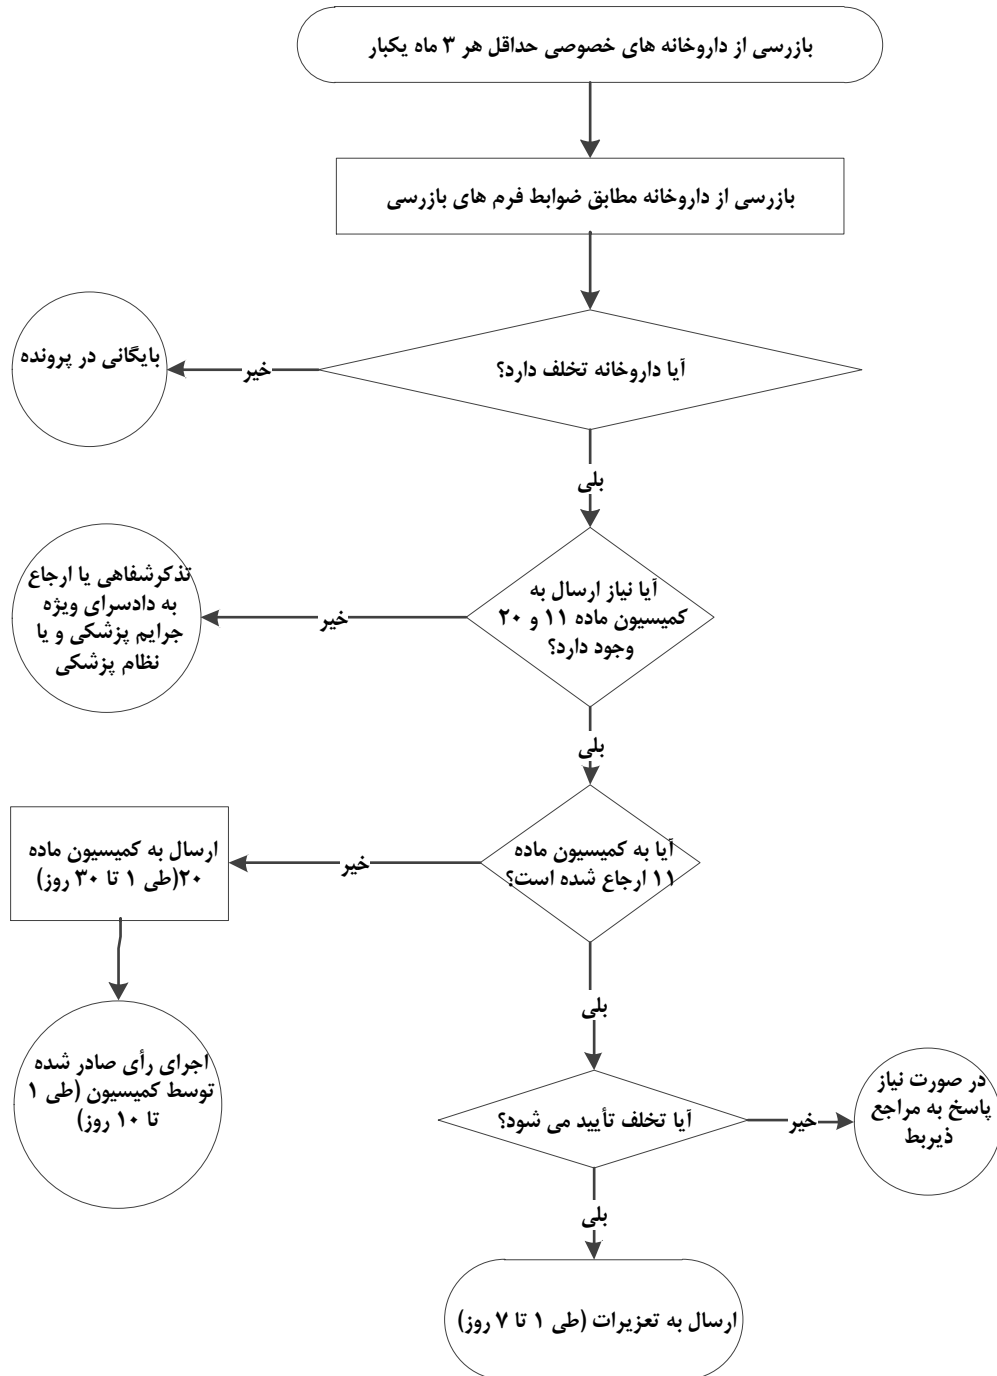 بازرسی از داروخانه های خصوصی حداقل هر ۳ ماه یکبار
بازرسی از داروخانه مطابق ضوابط فرم های بازرسی
آیا داروخانه تخلف دارد؟
خیر
بایگانی در پرونده
بلی
آیا نیاز ارسال به
کمیسیون ماده ۱۱ و ۲۰
وجود دارد؟
خیر
تذکرشفاهی یا ارجاع
به دادسرای ویژه
جرایم پزشکی و یا
نظام پزشکی
بلی
آیا به کمیسیون ماده
۱۱ ارجاع شده است؟
خیر
ارسال به کمیسیون ماده
۲۰(طی ۱ تا ۳۰ روز)
اجرای رأی صادر شده
توسط کمیسیون (طی ۱
تا ۱۰ روز)
بلی
آیا تخلف تأیید می شود؟
خیر
در صورت نیاز
پاسخ به مراجع
ذیربط
بلی
ارسال به تعزیرات (طی ۱ تا ۷ روز)